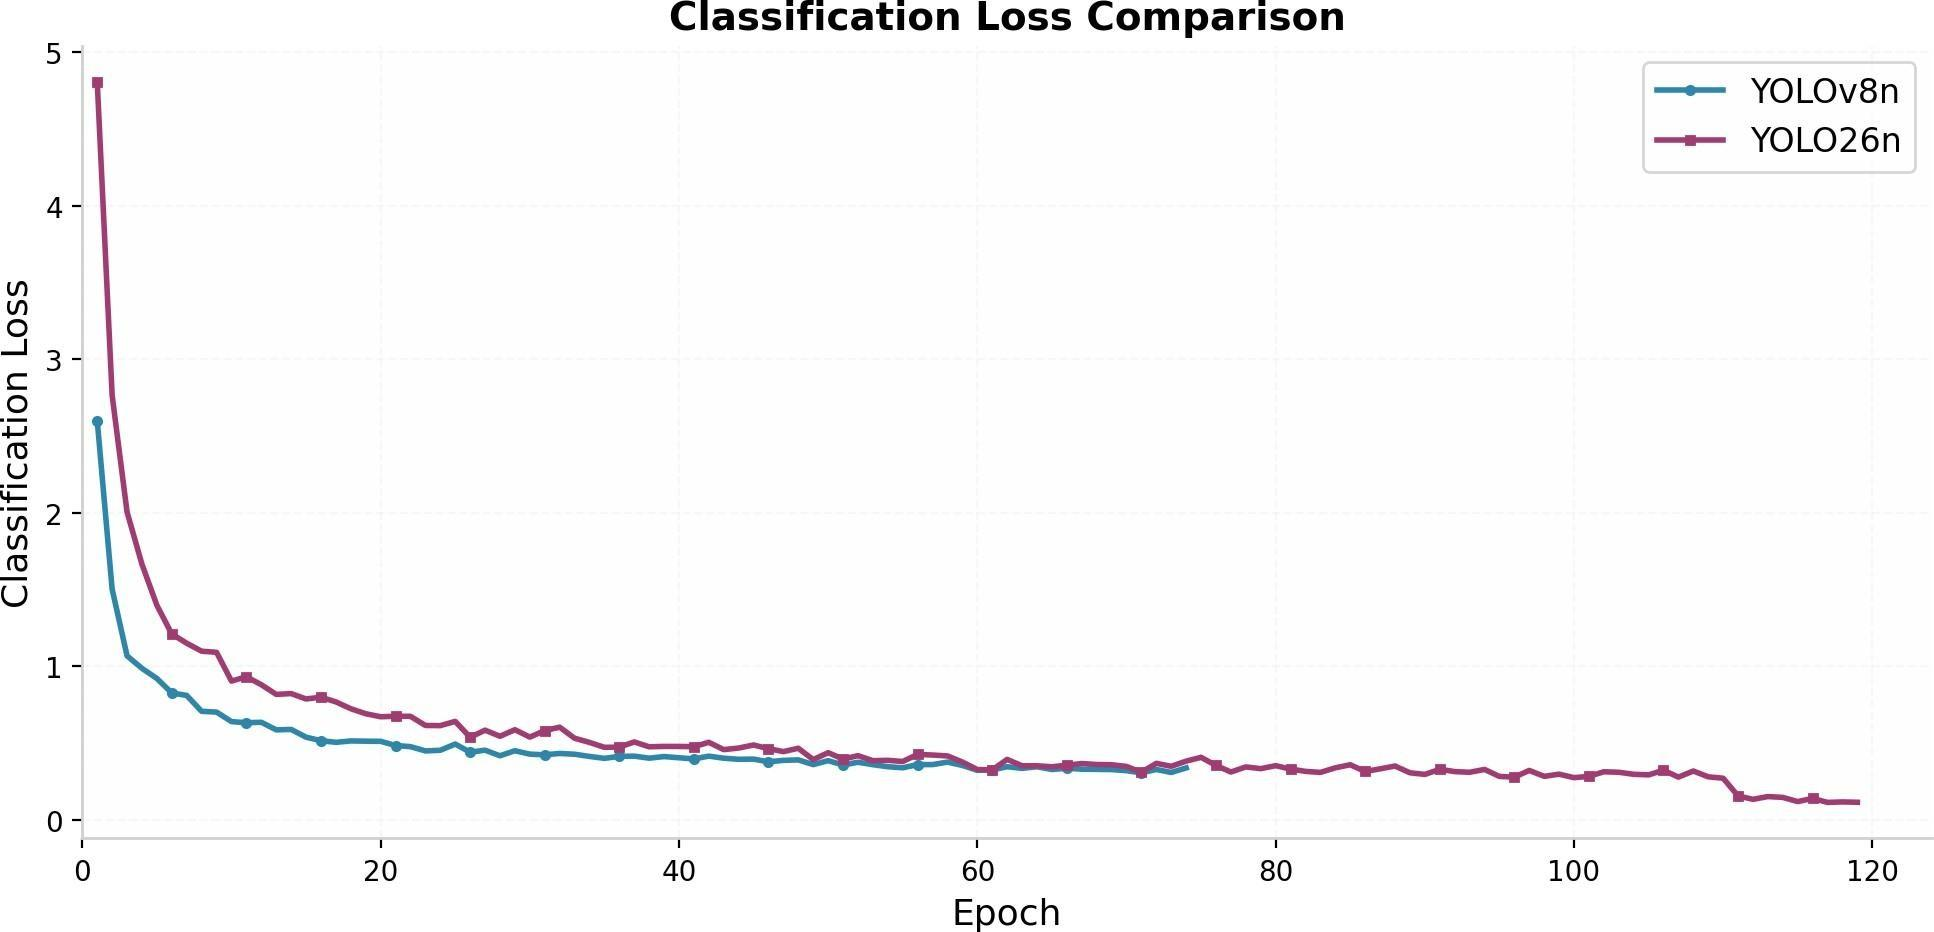 Classification Loss Comparison
YOLOv8n
YOLO26n
5
4
3
2
1
0
Classification Loss
0 20 40 60 80 100 120
Epoch